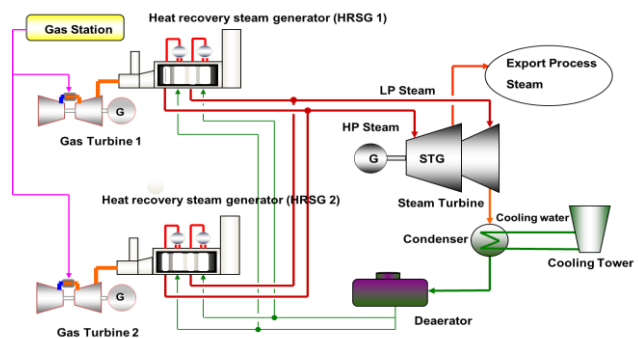 Heat recovery steam generator (HRSG 1)
Gas Station
Export Process
Steam
LP Steam
G
Gas Turbine 1
HP Steam
G
STG
Steam Turbine
Heat recovery steam generator (HRSG 2)
Cooling water
Condenser
Cooling Tower
G
Gas Turbine 2
Deaerator